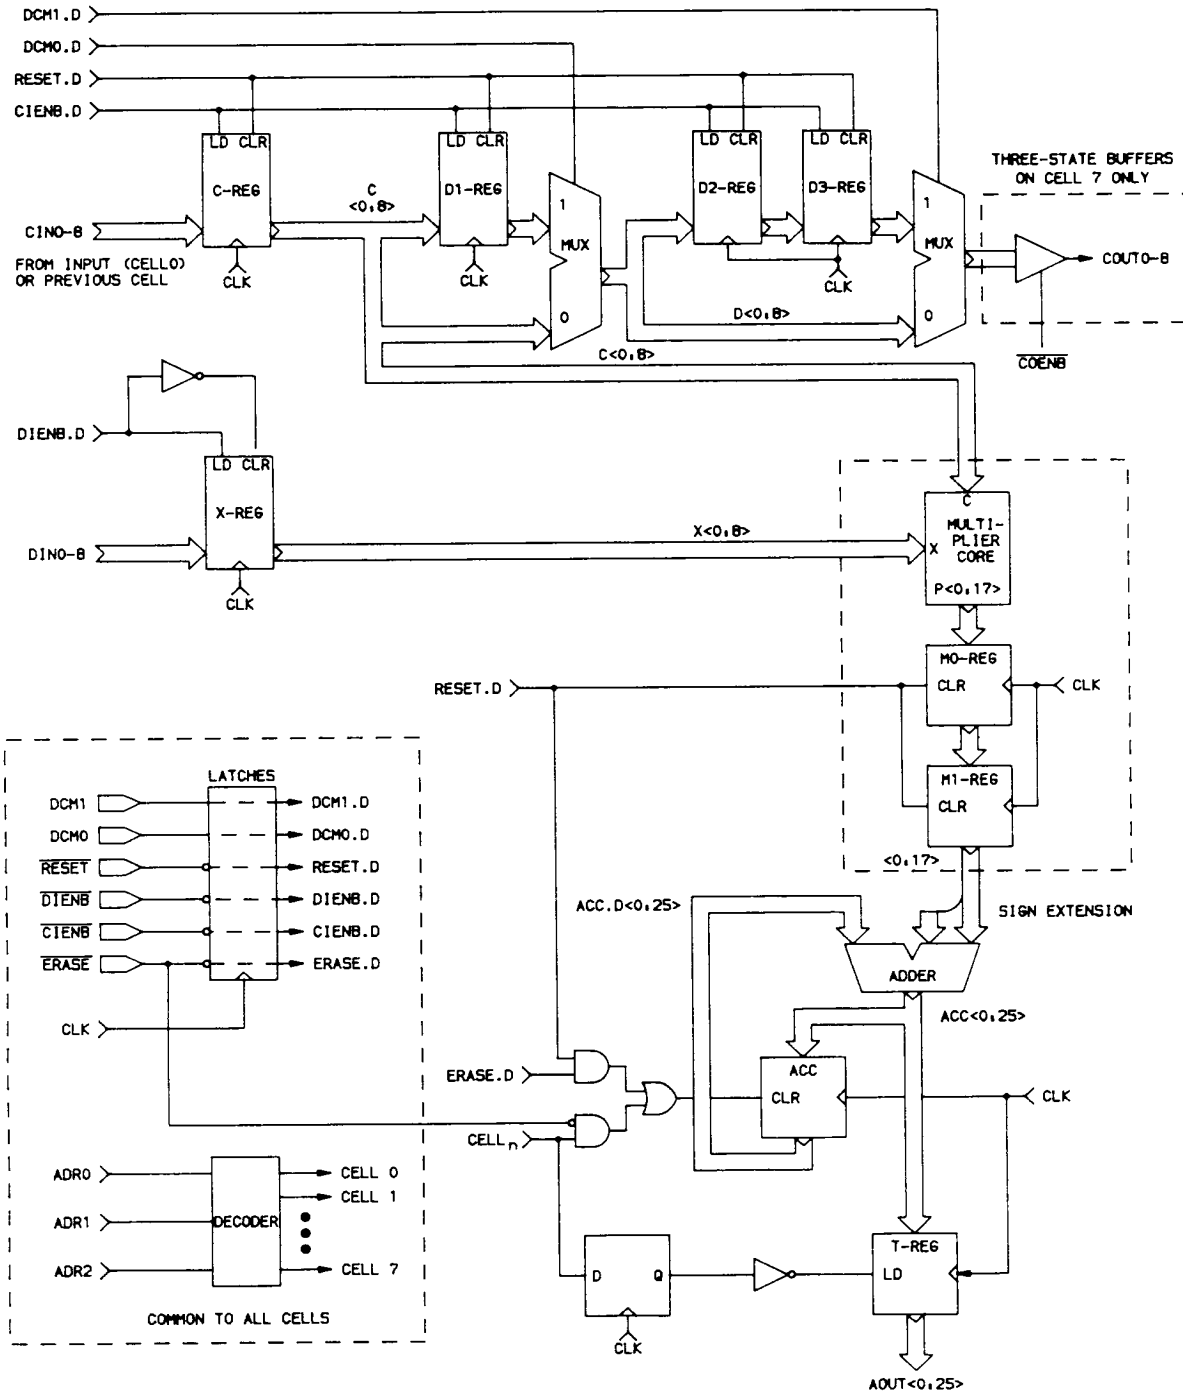 DCM1.D
DCM0.D
RESET.D
CIENB.D
LD CLR
C-REG
CLK
CIN0-8
FROM INPUT (CELL0)
OR PREVIOUS CELL
C
<0:8>
LD CLR
D1-REG
CLK
1
MUX
0
LD CLR
D2-REG
LD CLR
D3-REG
CLK
D<0:8>
C<0:8>
1
MUX
0
THREE-STATE BUFFERS
ON CELL 7 ONLY
COUT0-8
COENB
DIENB.D
LD CLR
X-REG
DIN0-8
CLK
X<0:8>
C
X
MULTI-
PLIER
CORE
P<0:17>
RESET.D
M0-REG
CLR
CLK
M1-REG
CLR
<0:17>
SIGN EXTENSION
ACC.D<0:25>
ADDER
ACC<0:25>
LATCHES
DCM1
DCM1.D
DCM0
DCM0.D
RESET
RESET.D
DIENB
DIENB.D
CIENB
CIENB.D
ERASE
ERASE.D
CLK
ERASE.D
CELLn
ACC
CLR
CLK
ADR0
ADR1
ADR2
DECODER
CELL 0
CELL 1
CELL 7
COMMON TO ALL CELLS
D Q
CLK
T-REG
LD
AOUT<0:25>